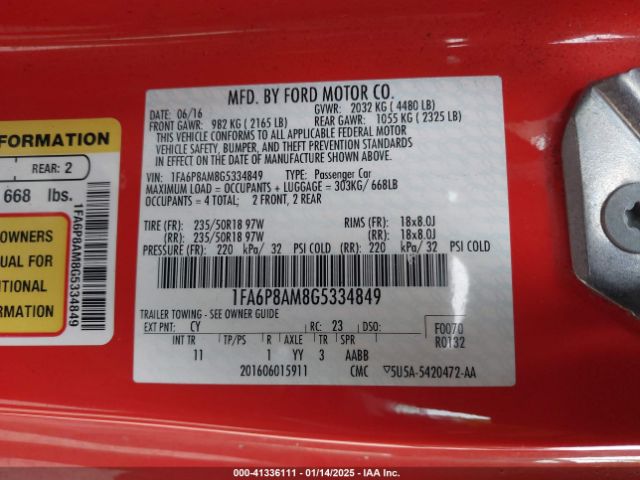 FORMATION
REAR: 2
668 lbs.
OWNERS
UAL FOR
ITIONAL
MATION
1FA6P8AM8G5334849
MFD. BY FORD MOTOR CO.
06/16 GVWR: 2032 KG ( 4480 LB)
FRONT GAWR: 982 KG ( 2165 LB) REAR GAWR: 1055 KG ( 2325 LB)
THIS VEHICLE CONFORMS TO ALL APPLICABLE FEDERAL MOTOR
VEHICLE SAFETY, BUMPER, AND THEFT PREVENTION STANDARDS
IN EFFECT ON THE DATE OF MANUFACTURE SHOWN ABOVE.
VIN: 1FA6P8AM8G5334849 TYPE: Passenger Car
MAXIMUM LOAD = OCCUPANTS + LUGGAGE = 303KG/ 668LB
OCCUPANTS = 4 TOTAL; 2 FRONT, 2 REAR
TIRE (FR): 235/50R18 97W RIMS (FR): 18x8.0J
(RR): 235/50R18 97W (RR): 18x8.0J
PRESSURE (FR): 220 kPa/ 32 PSI COLD (RR): 220 kPa/ 32 PSI COLD
1FA6P8AM8G5334849
TRAILER TOWING - SEE OWNER GUIDE
EXT PNT: CY RC: 23 DSO: F0070
INT TR TP/PS R AXLE TR SPR R0132
11 1 YY 3 AABB
201606015911 CMC ▽5USA-5420472-AA
000-41336111 - 01/14/2025 - IAA Inc.